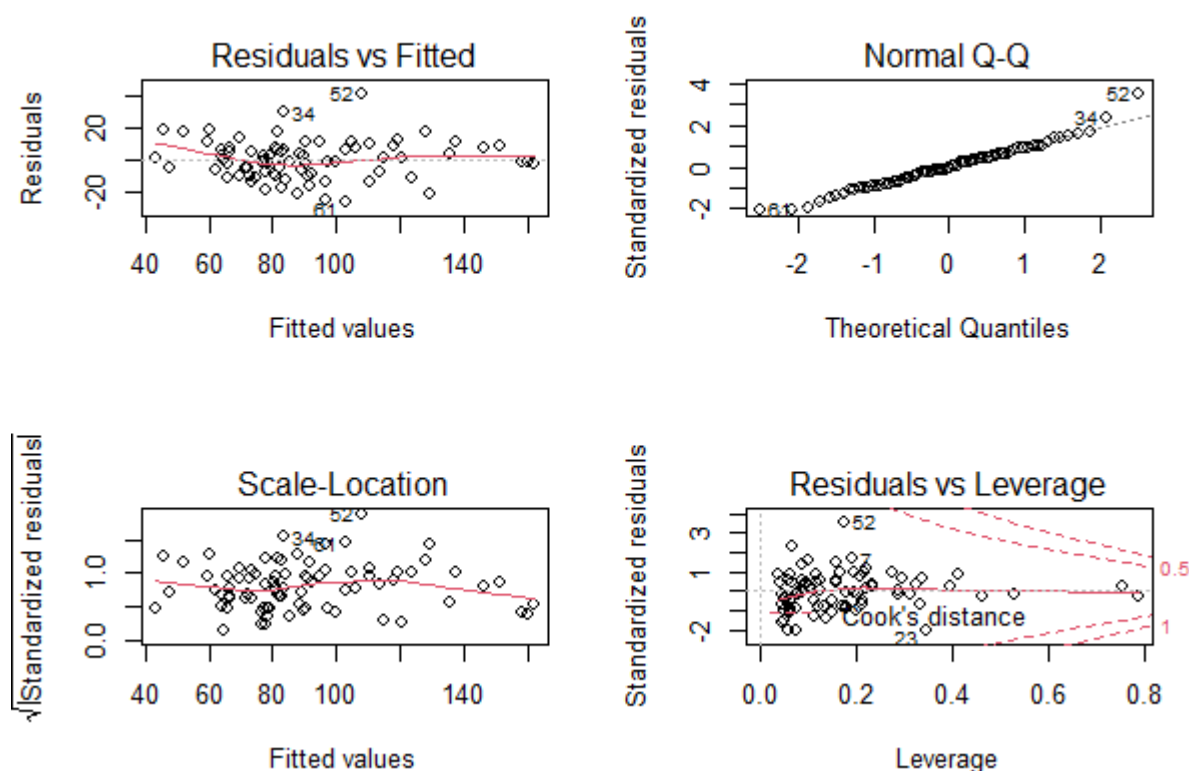 Residuals vs Fitted
Residuals
20
-20
52
34
61
40 60 80 100 140
Fitted values
Normal Q-Q
Standardized residuals
4
2
0
-2
52
34
61
-2 -1 0 1 2
Theoretical Quantiles
Scale-Location
√|Standardized residuals|
1.0
0.0
52
34
61
40 60 80 100 140
Fitted values
Residuals vs Leverage
Standardized residuals
3
1
-2
52
7
0.5
Cook's distance
1
23
0.0 0.2 0.4 0.6 0.8
Leverage